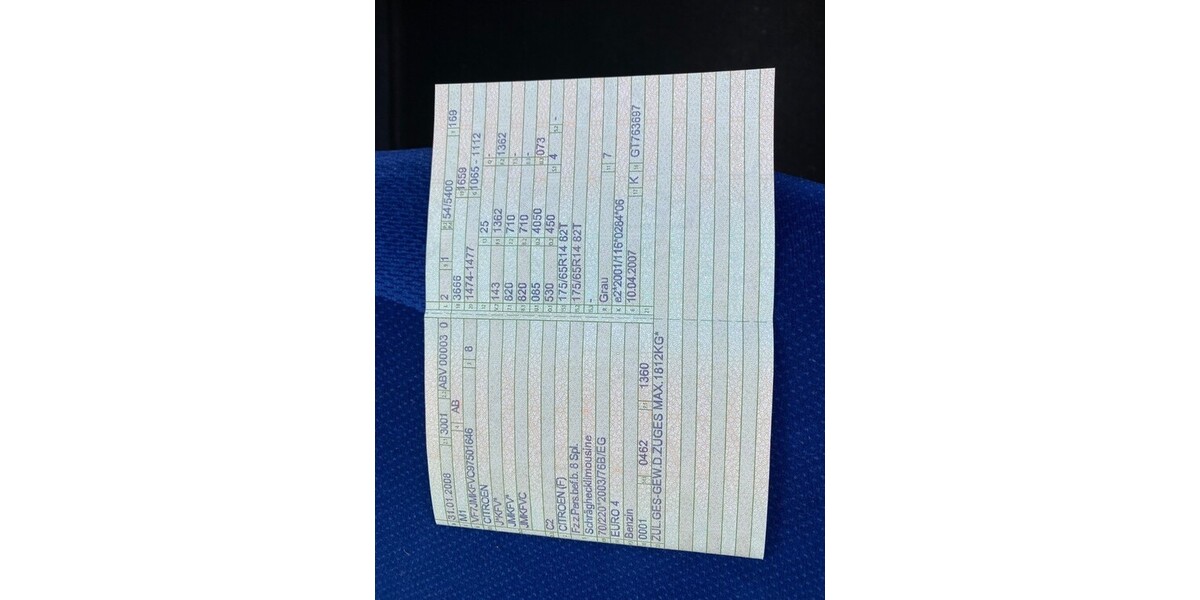 31.01.2008 3001 ABV 00003 0
M1 AB
VF7JMKFVC97501646 8
CITROEN
J*KFV*
JMKFV*
JMKFVC
C2
CITROEN (F)
Fz.z.Pers.bef.b. 8 Spl.
Schräghecklimousine
70/220*2003/76B/EG
EURO 4
Benzin
0001 0462 1360
ZUL.GES-GEW.D.ZUGES MAX.1812KG*
2 1 54/5400 169
3666 1659
1474-1477 1065 - 1112
25 -
143 1362 1362
820 710 -
820 710 -
085 4050 073
530 450 4 -
175/65R14 82T
175/65R14 82T
-
Grau 7
e2*2001/116*0284*06
10.04.2007 K GT763697